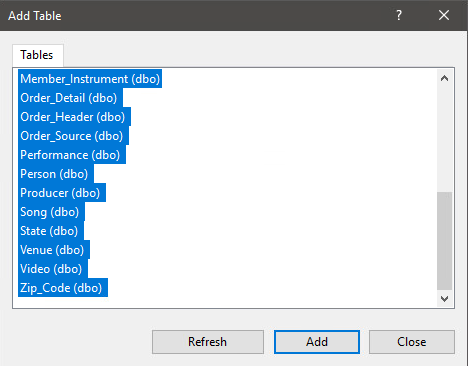 Add Table
?
Tables
Member_Instrument (dbo)
Order_Detail (dbo)
Order_Header (dbo)
Order_Source (dbo)
Performance (dbo)
Person (dbo)
Producer (dbo)
Song (dbo)
State (dbo)
Venue (dbo)
Video (dbo)
Zip_Code (dbo)
Refresh Add Close